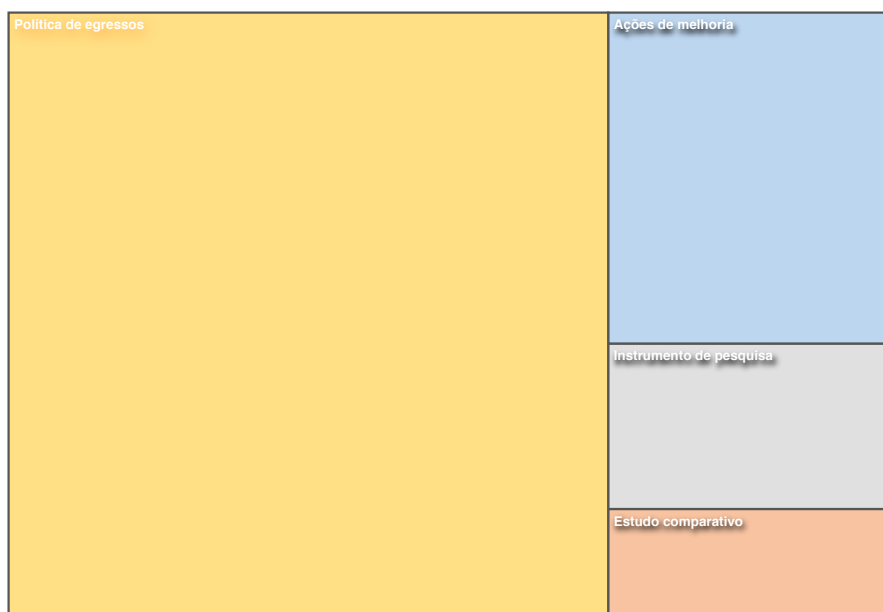 Política de egressos
Ações de melhoria
Instrumento de pesquisa
Estudo comparativo